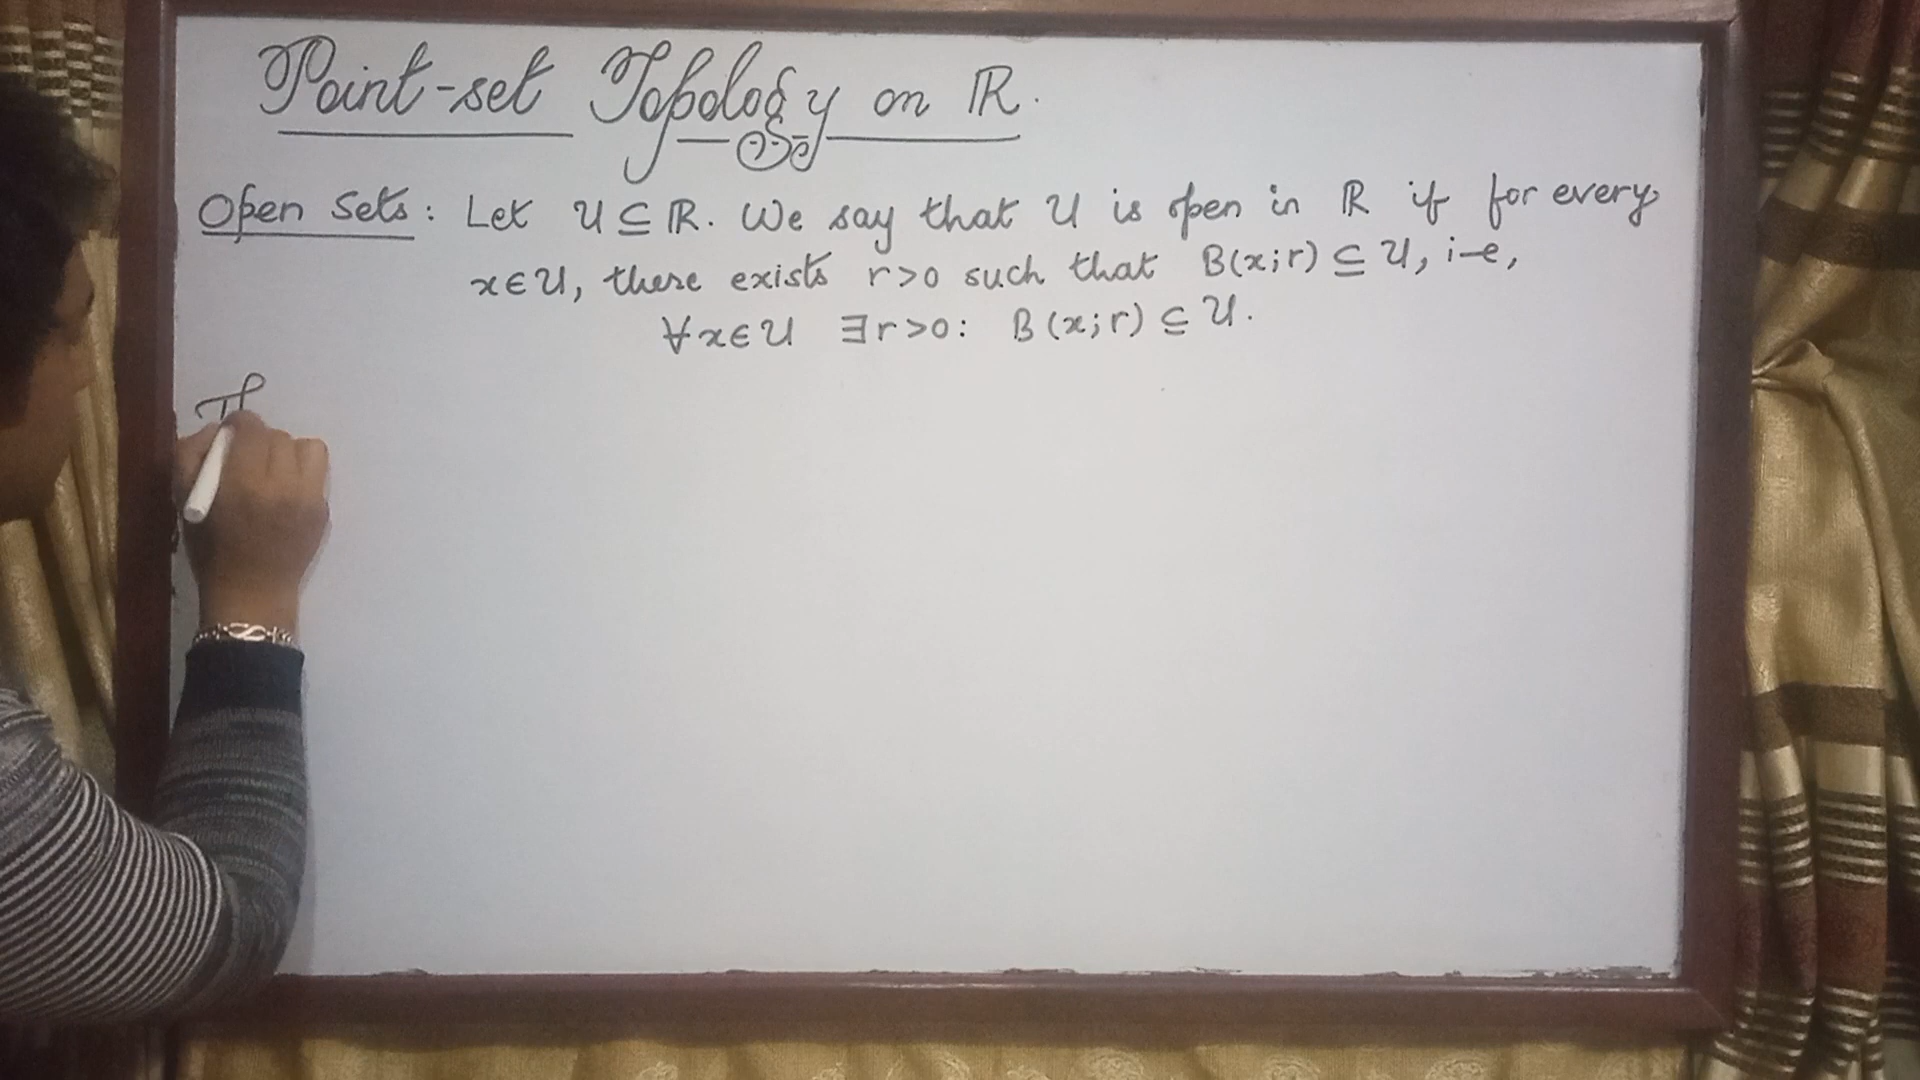 Point-set Topology on ℝ.
Open Sets: Let U ⊆ ℝ. We say that U is open in ℝ if for every
x∈U, there exists r>0 such that B(x;r) ⊆ U, i-e,
∀x∈U ∃r>0: B(x;r) ⊆ U.